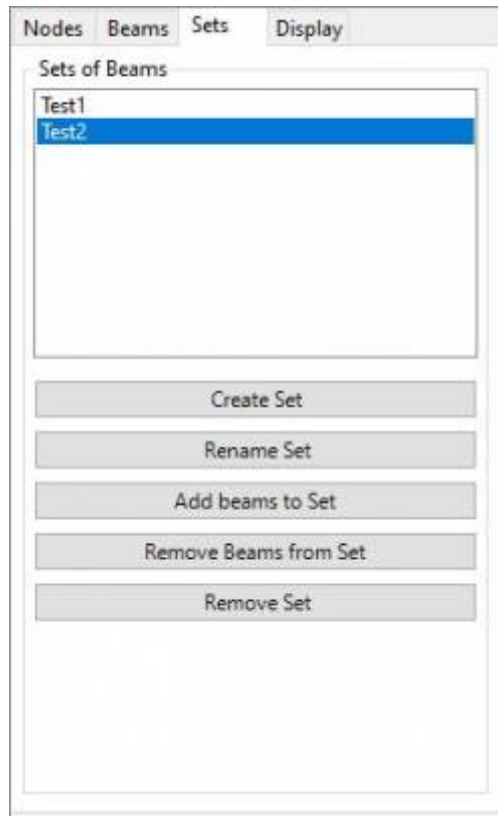 Nodes Beams Sets Display
Sets of Beams
Test1
Test2
Create Set
Rename Set
Add beams to Set
Remove Beams from Set
Remove Set